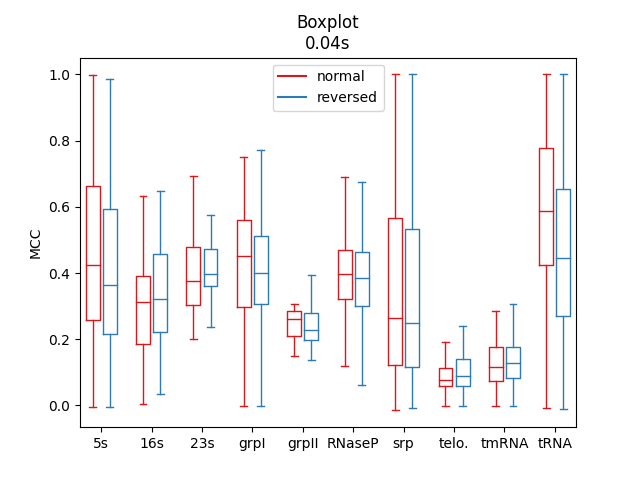 Boxplot
0.04s
normal
reversed
MCC
1.0
0.8
0.6
0.4
0.2
0.0
5s 16s 23s grpI grpII RNaseP srp telo. tmRNA tRNA